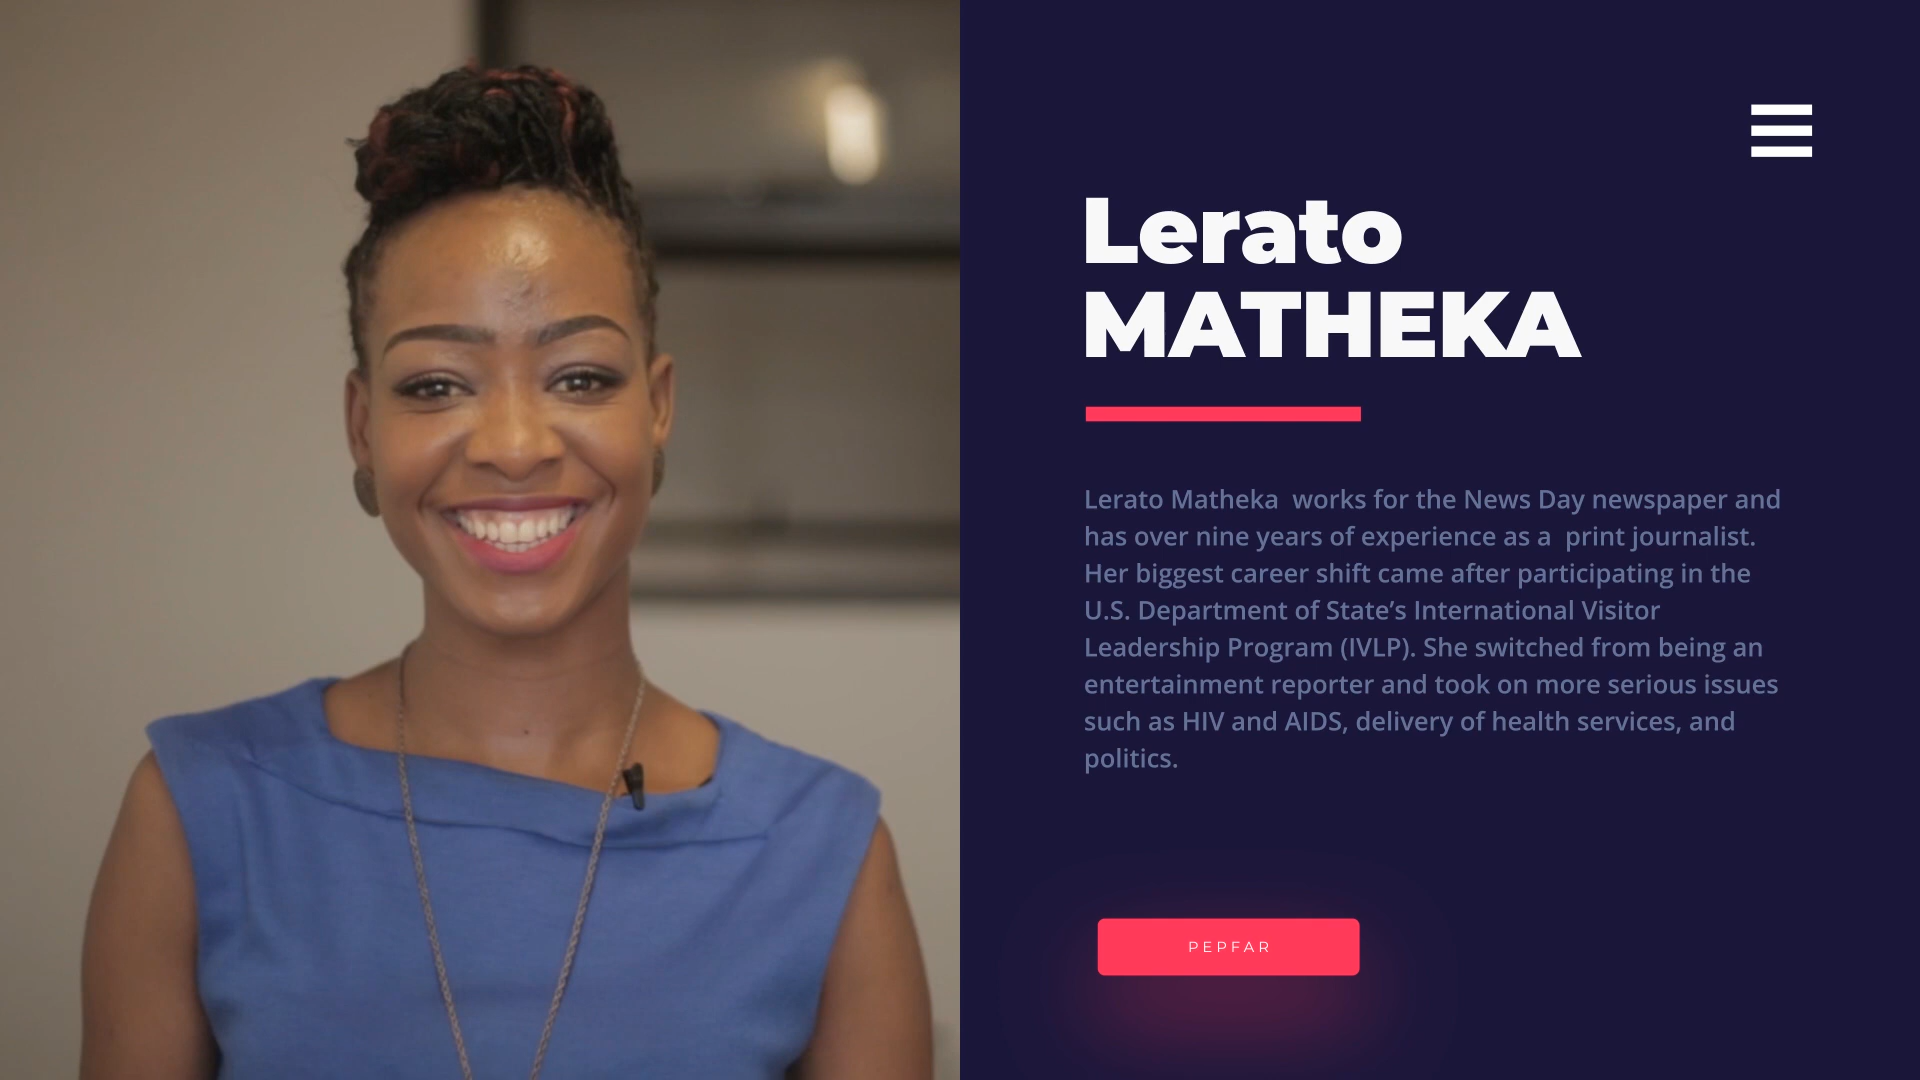 Lerato
MATHEKA
Lerato Matheka  works for the News Day newspaper and
has over nine years of experience as a  print journalist.
Her biggest career shift came after participating in the
U.S. Department of State’s International Visitor
Leadership Program (IVLP). She switched from being an
entertainment reporter and took on more serious issues
such as HIV and AIDS, delivery of health services, and
politics.
PEPFAR